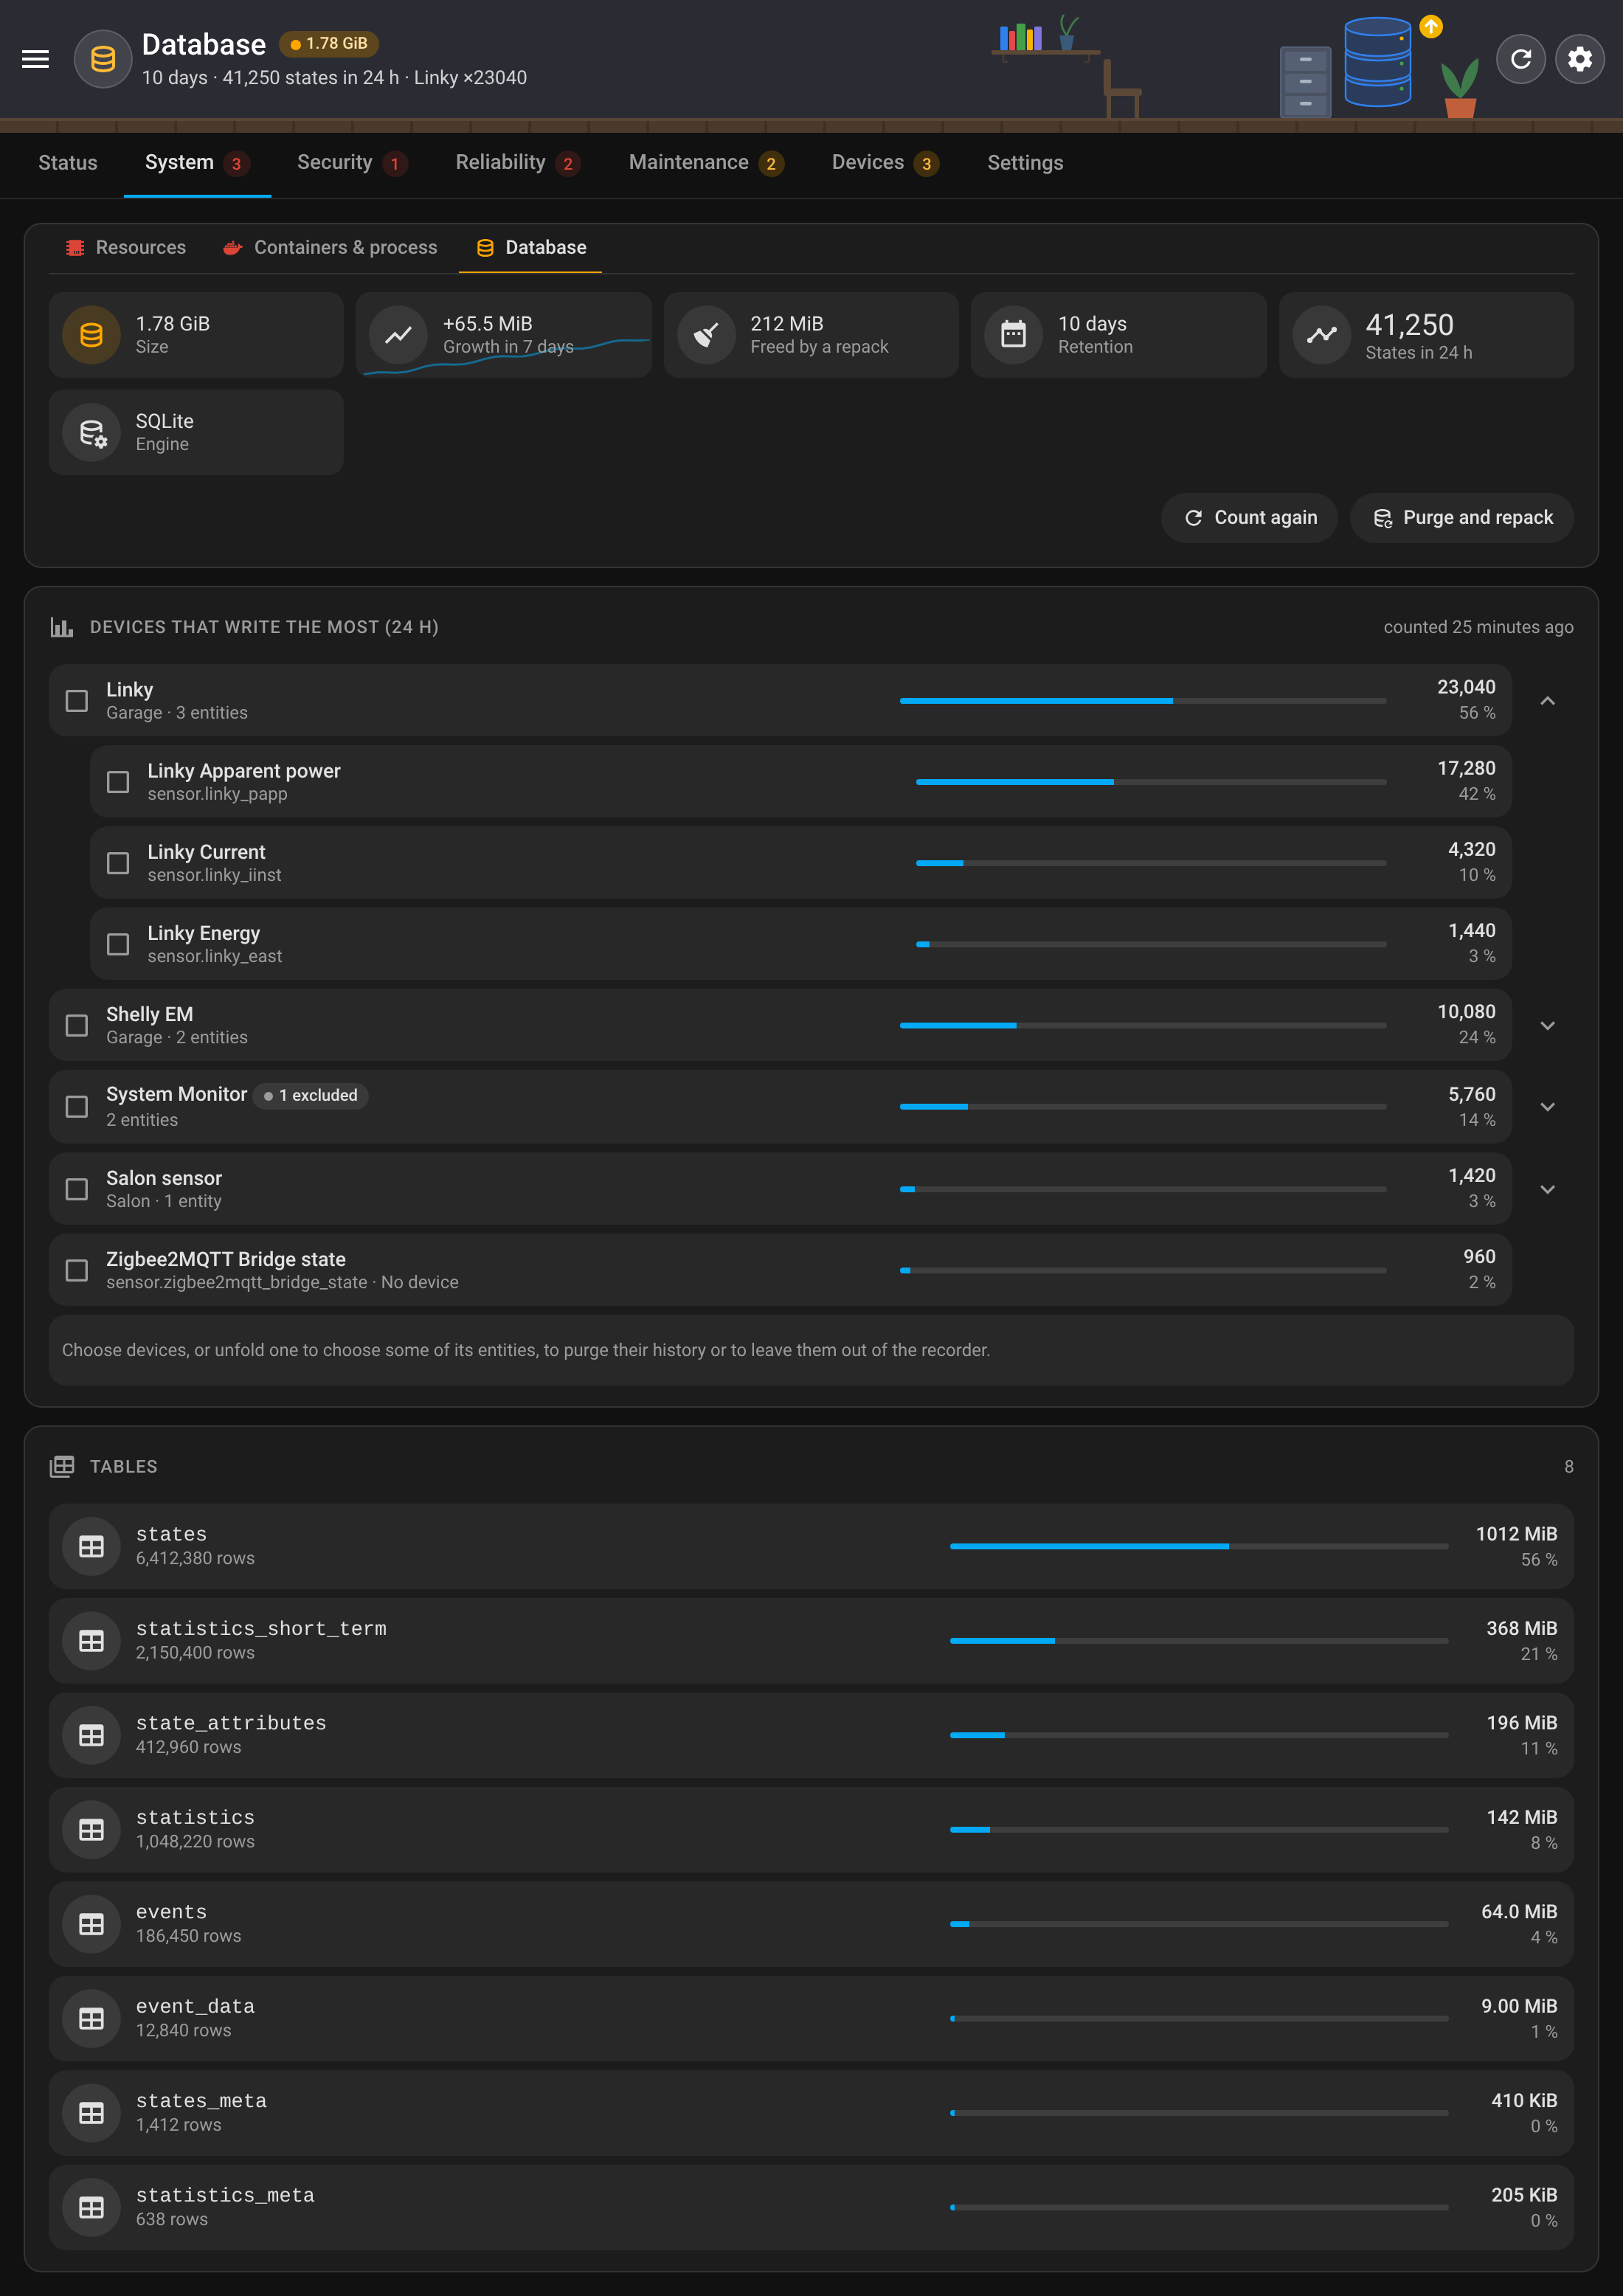 Database
1.78 GiB
10 days · 41,250 states in 24 h · Linky ×23040
Status
System 3
Security 1
Reliability 2
Maintenance 2
Devices 3
Settings
Resources
Containers & process
Database
1.78 GiB
Size
+65.5 MiB
Growth in 7 days
212 MiB
Freed by a repack
10 days
Retention
41,250
States in 24 h
SQLite
Engine
Count again
Purge and repack
DEVICES THAT WRITE THE MOST (24 H)
counted 25 minutes ago
Linky
Garage · 3 entities
23,040
56 %
Linky Apparent power
sensor.linky_papp
17,280
42 %
Linky Current
sensor.linky_iinst
4,320
10 %
Linky Energy
sensor.linky_east
1,440
3 %
Shelly EM
Garage · 2 entities
10,080
24 %
System Monitor
1 excluded
2 entities
5,760
14 %
Salon sensor
Salon · 1 entity
1,420
3 %
Zigbee2MQTT Bridge state
sensor.zigbee2mqtt_bridge_state · No device
960
2 %
Choose devices, or unfold one to choose some of its entities, to purge their history or to leave them out of the recorder.
TABLES
8
states
6,412,380 rows
1012 MiB
56 %
statistics_short_term
2,150,400 rows
368 MiB
21 %
state_attributes
412,960 rows
196 MiB
11 %
statistics
1,048,220 rows
142 MiB
8 %
events
186,450 rows
64.0 MiB
4 %
event_data
12,840 rows
9.00 MiB
1 %
states_meta
1,412 rows
410 KiB
0 %
statistics_meta
638 rows
205 KiB
0 %